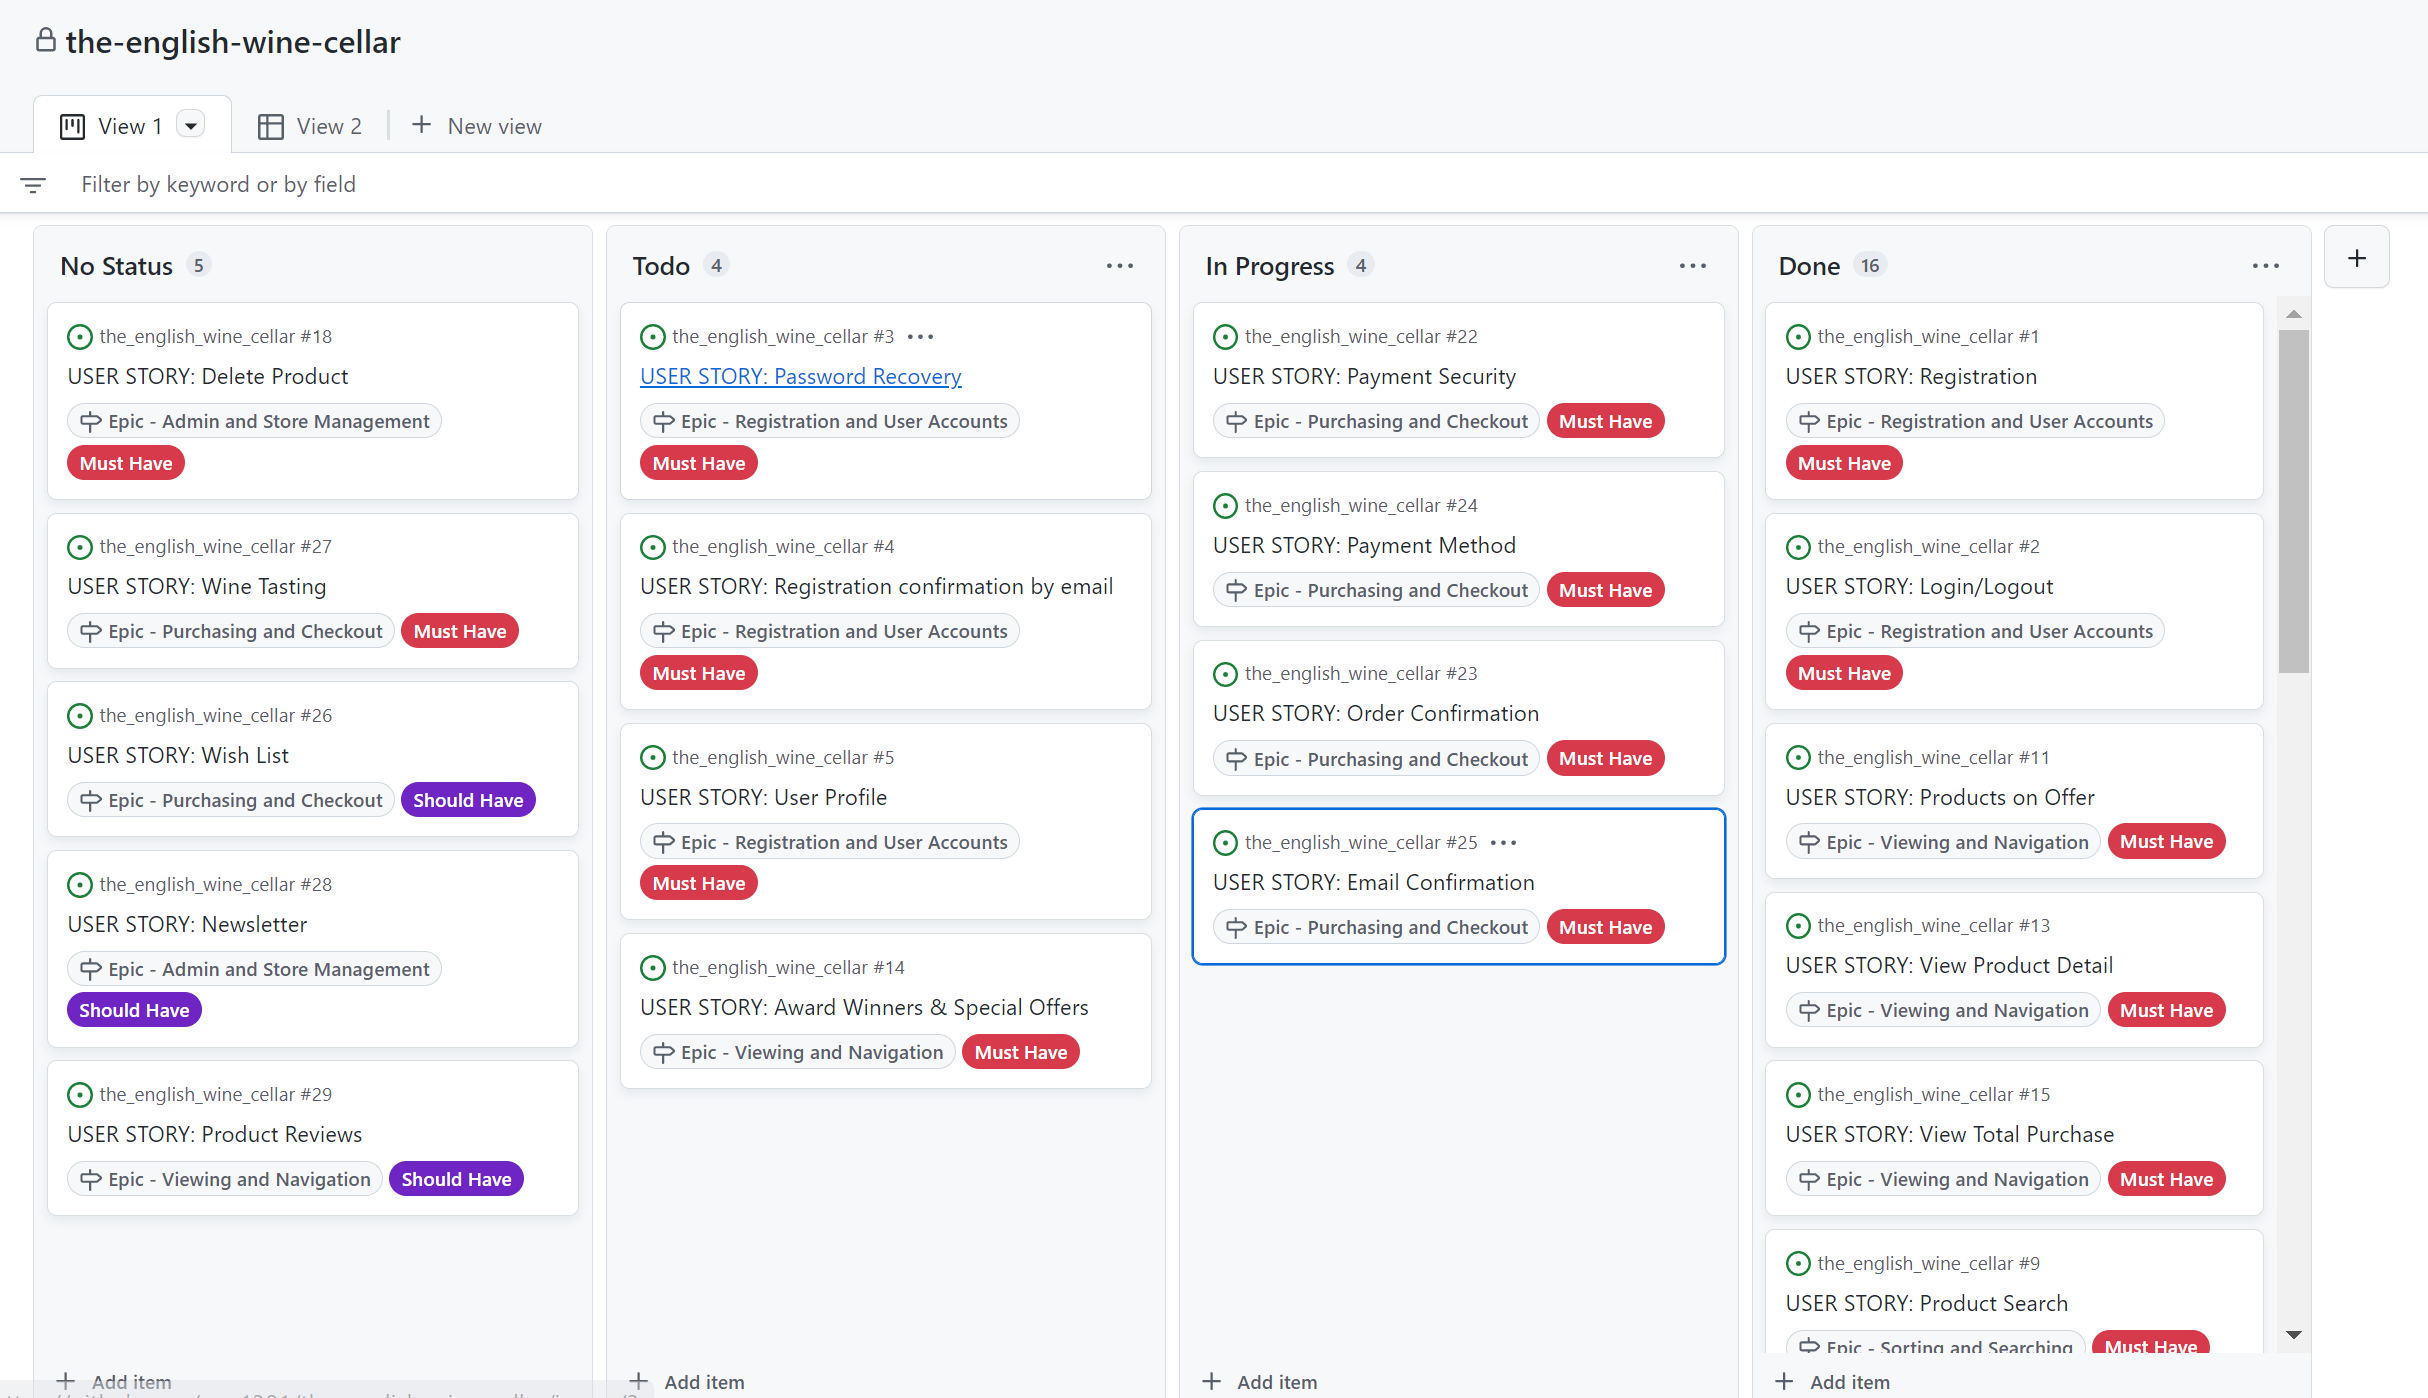 the-english-wine-cellar
View 1
View 2
New view
Filter by keyword or by field
No Status 5
the_english_wine_cellar #18
USER STORY: Delete Product
Epic - Admin and Store Management
Must Have
the_english_wine_cellar #27
USER STORY: Wine Tasting
Epic - Purchasing and Checkout Must Have
the_english_wine_cellar #26
USER STORY: Wish List
Epic - Purchasing and Checkout Should Have
the_english_wine_cellar #28
USER STORY: Newsletter
Epic - Admin and Store Management
Should Have
the_english_wine_cellar #29
USER STORY: Product Reviews
Epic - Viewing and Navigation Should Have
Add item
Todo 4
the_english_wine_cellar #3
USER STORY: Password Recovery
Epic - Registration and User Accounts
Must Have
the_english_wine_cellar #4
USER STORY: Registration confirmation by email
Epic - Registration and User Accounts
Must Have
the_english_wine_cellar #5
USER STORY: User Profile
Epic - Registration and User Accounts
Must Have
the_english_wine_cellar #14
USER STORY: Award Winners & Special Offers
Epic - Viewing and Navigation Must Have
Add item
In Progress 4
the_english_wine_cellar #22
USER STORY: Payment Security
Epic - Purchasing and Checkout Must Have
the_english_wine_cellar #24
USER STORY: Payment Method
Epic - Purchasing and Checkout Must Have
the_english_wine_cellar #23
USER STORY: Order Confirmation
Epic - Purchasing and Checkout Must Have
the_english_wine_cellar #25
USER STORY: Email Confirmation
Epic - Purchasing and Checkout Must Have
Add item
Done 16
the_english_wine_cellar #1
USER STORY: Registration
Epic - Registration and User Accounts
Must Have
the_english_wine_cellar #2
USER STORY: Login/Logout
Epic - Registration and User Accounts
Must Have
the_english_wine_cellar #11
USER STORY: Products on Offer
Epic - Viewing and Navigation Must Have
the_english_wine_cellar #13
USER STORY: View Product Detail
Epic - Viewing and Navigation Must Have
the_english_wine_cellar #15
USER STORY: View Total Purchase
Epic - Viewing and Navigation Must Have
the_english_wine_cellar #9
USER STORY: Product Search
Epic - Sorting and Searching Must Have
Add item